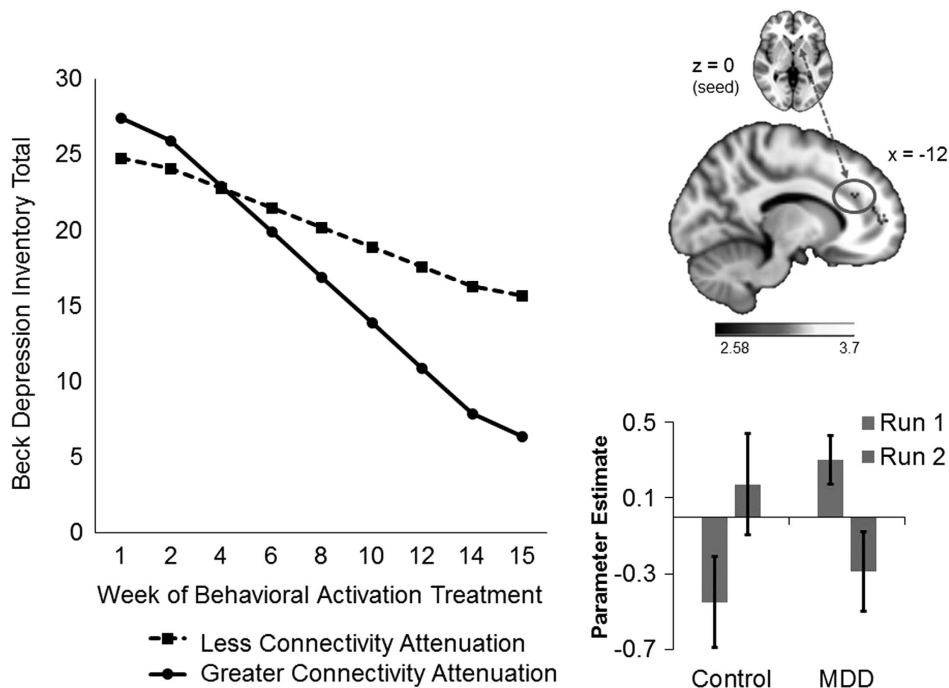 Beck Depression Inventory Total
30
25
20
15
10
5
0
1 2 4 6 8 10 12 14 15
Week of Behavioral Activation Treatment
Less Connectivity Attenuation
Greater Connectivity Attenuation
z = 0
(seed)
x = -12
2.58 3.7
Parameter Estimate
0.5
0.1
-0.3
-0.7
Run 1
Run 2
Control MDD